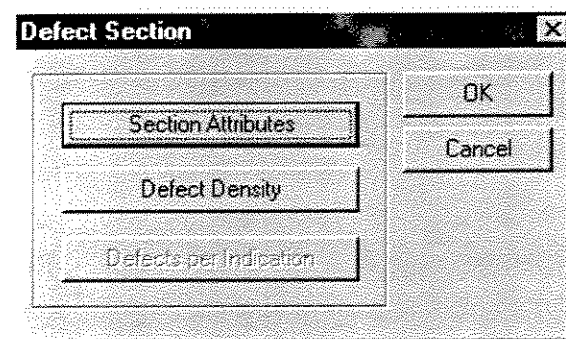 Defect Section
Section Attributes
OK
Defect Density
Cancel
Defects per Indication